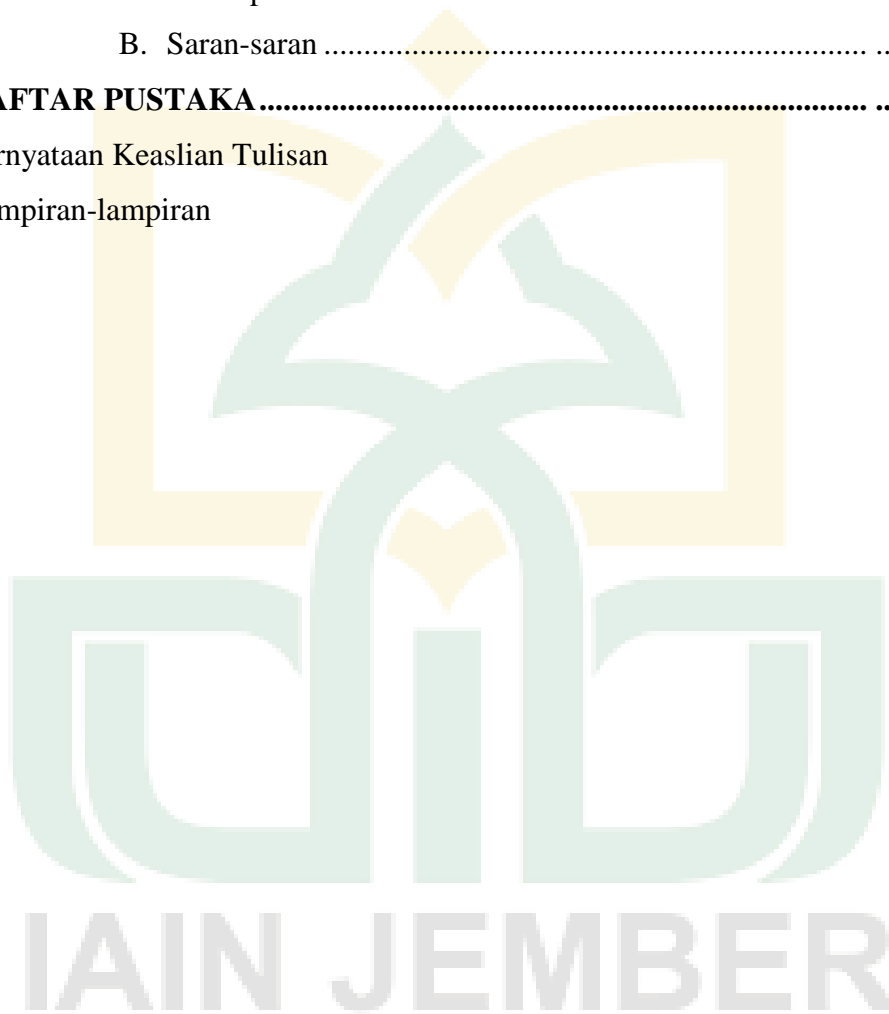 B. Saran-saran .................................................................... ..
AFTAR PUSTAKA............................................................................ ..
rnyataan Keaslian Tulisan
mpiran-lampiran
IAIN JEMBER